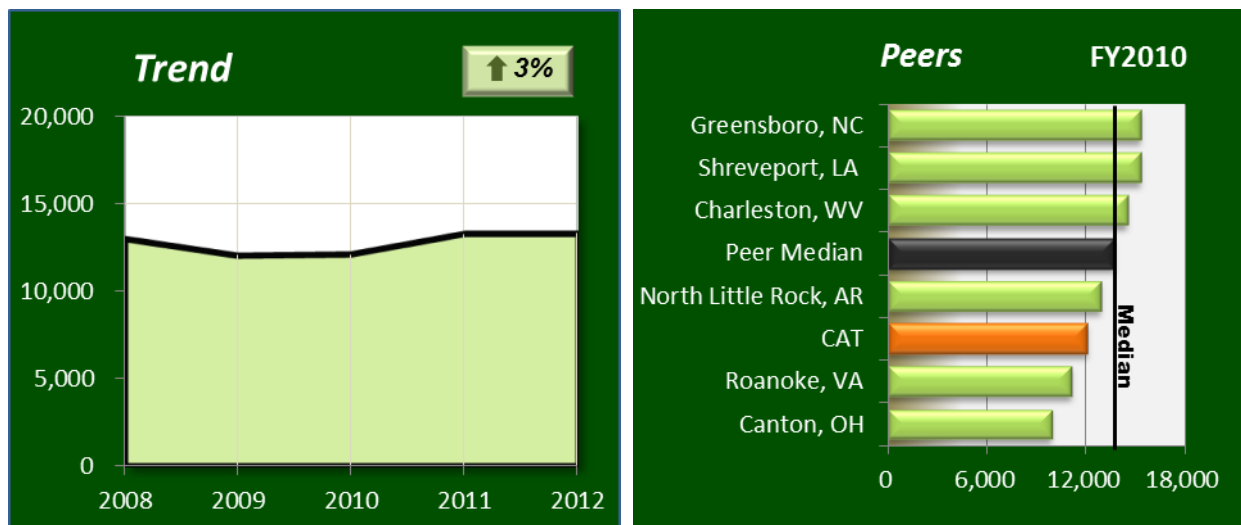 Trend
3%
20,000
15,000
10,000
5,000
0
2008 2009 2010 2011 2012
Peers FY2010
Greensboro, NC
Shreveport, LA
Charleston, WV
Peer Median
North Little Rock, AR
CAT
Roanoke, VA
Canton, OH
Median
0 6,000 12,000 18,000